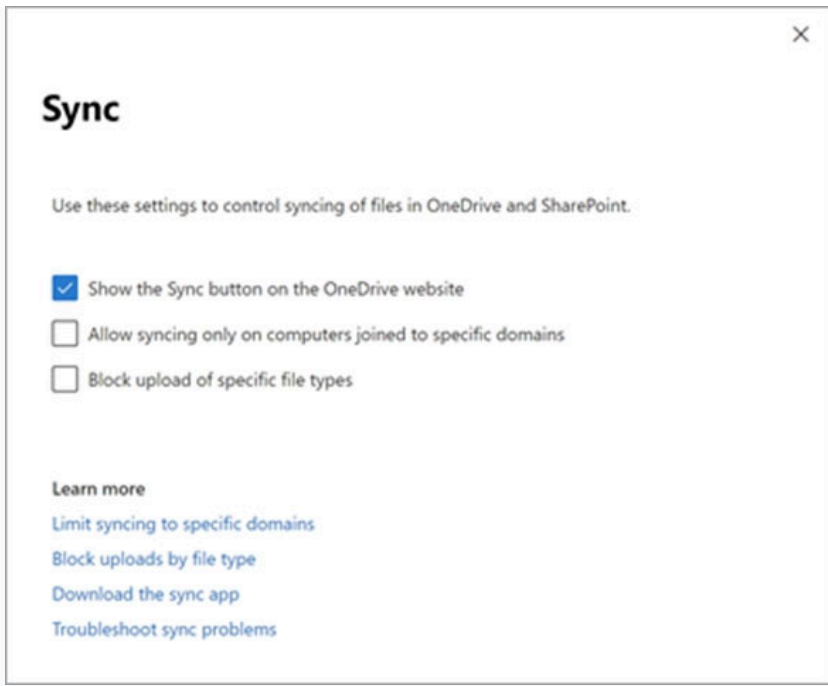 Sync
Use these settings to control syncing of files in OneDrive and SharePoint.
Show the Sync button on the OneDrive website
Allow syncing only on computers joined to specific domains
Block upload of specific file types
Learn more
Limit syncing to specific domains
Block uploads by file type
Download the sync app
Troubleshoot sync problems